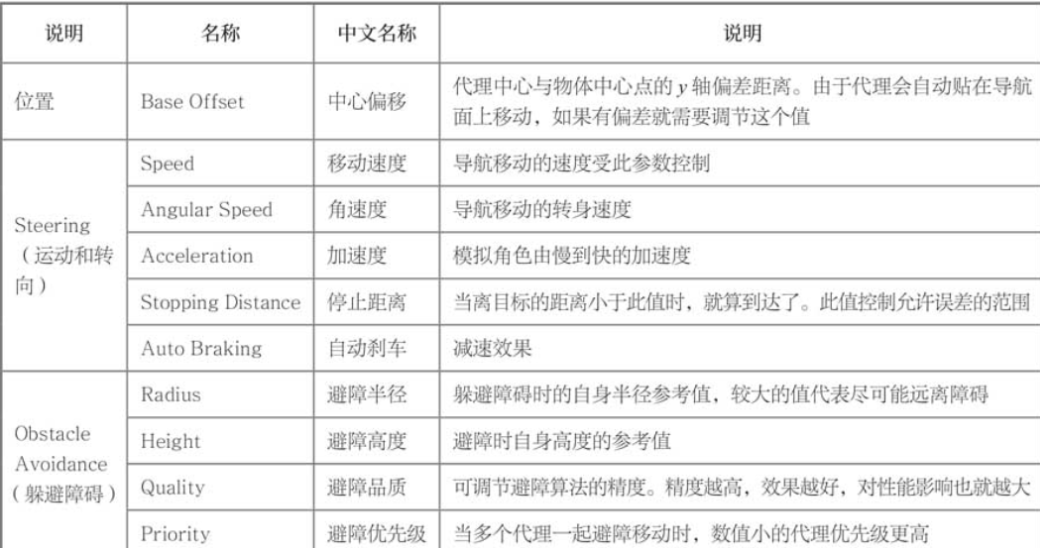 说明 名称 中文名称 说明
位置 Base Offset 中心偏移 代理中心与物体中心点的 y 轴偏差距离。由于代理会自动贴在导航
面上移动，如果有偏差就需要调节这个值
Steering
（运动和转
向）
Speed 移动速度 导航移动的速度受此参数控制
Angular Speed 角速度 导航移动的转身速度
Acceleration 加速度 模拟角色由慢到快的加速度
Stopping Distance 停止距离 当离目标的距离小于此值时，就算到达了。此值控制允许误差的范围
Auto Braking 自动刹车 减速效果
Obstacle
Avoidance
（躲避障碍）
Radius 避障半径 躲避障碍时的自身半径参考值，较大的值代表尽可能远离障碍
Height 避障高度 避障时自身高度的参考值
Quality 避障品质 可调节避障算法的精度。精度越高，效果越好，对性能影响也就越大
Priority 避障优先级 当多个代理一起避障移动时，数值小的代理优先级更高